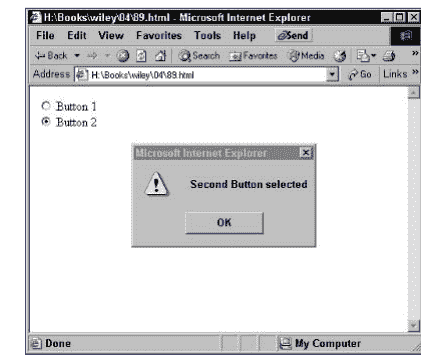 H:\Books\wiley\04\89.html - Microsoft Internet Explorer
File Edit View Favorites Tools Help Send
Back Search Favorites Media »
Address H:\Books\wiley\04\89.html Go Links »
Button 1
Button 2
Microsoft Internet Explorer
Second Button selected
OK
Done My Computer